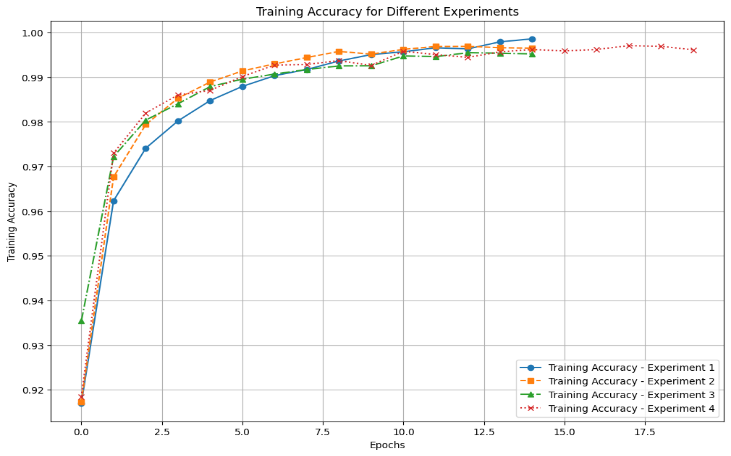 Training Accuracy for Different Experiments
1.00
0.99
0.98
0.97
0.96
0.95
0.94
0.93
0.92
Training Accuracy
Training Accuracy - Experiment 1
Training Accuracy - Experiment 2
Training Accuracy - Experiment 3
Training Accuracy - Experiment 4
0.0 2.5 5.0 7.5 10.0 12.5 15.0 17.5
Epochs